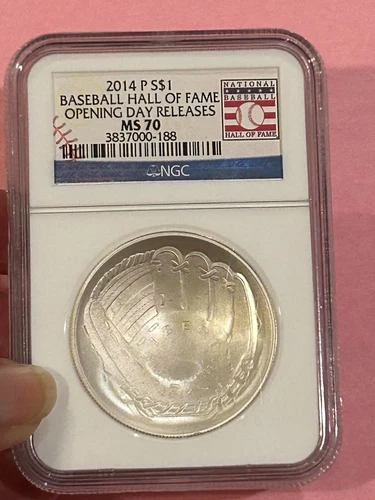 2014 P S$1
BASEBALL HALL OF FAME
OPENING DAY RELEASES
MS 70
3837000-188
NATIONAL
BASEBALL
HALL OF FAME
NGC